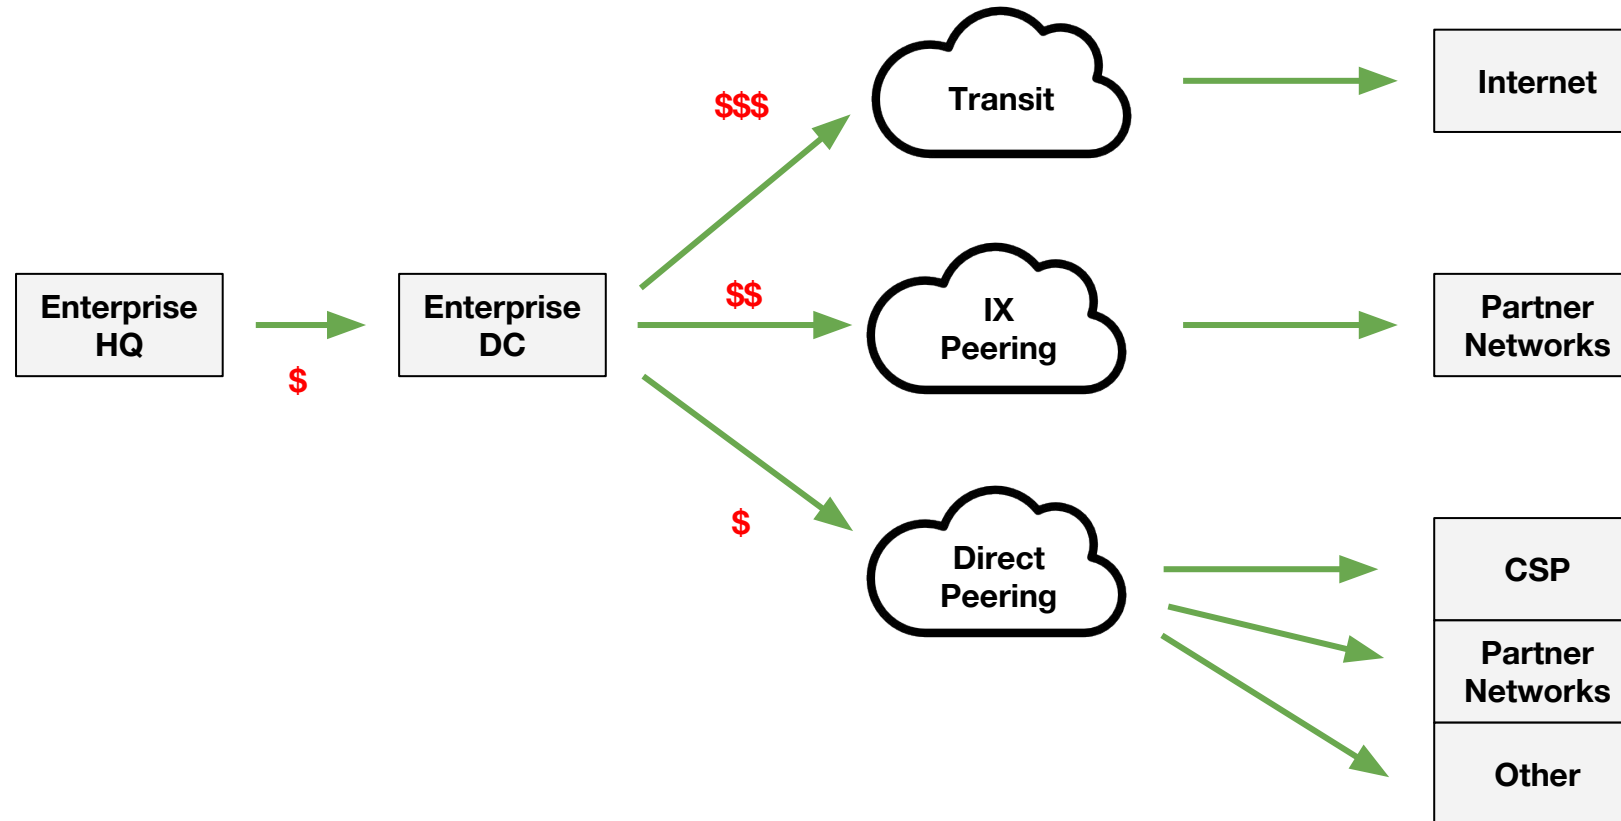 $$$
Transit
Internet
Enterprise
HQ
$
Enterprise
DC
$$
IX
Peering
Partner
Networks
$
Direct
Peering
CSP
Partner
Networks
Other